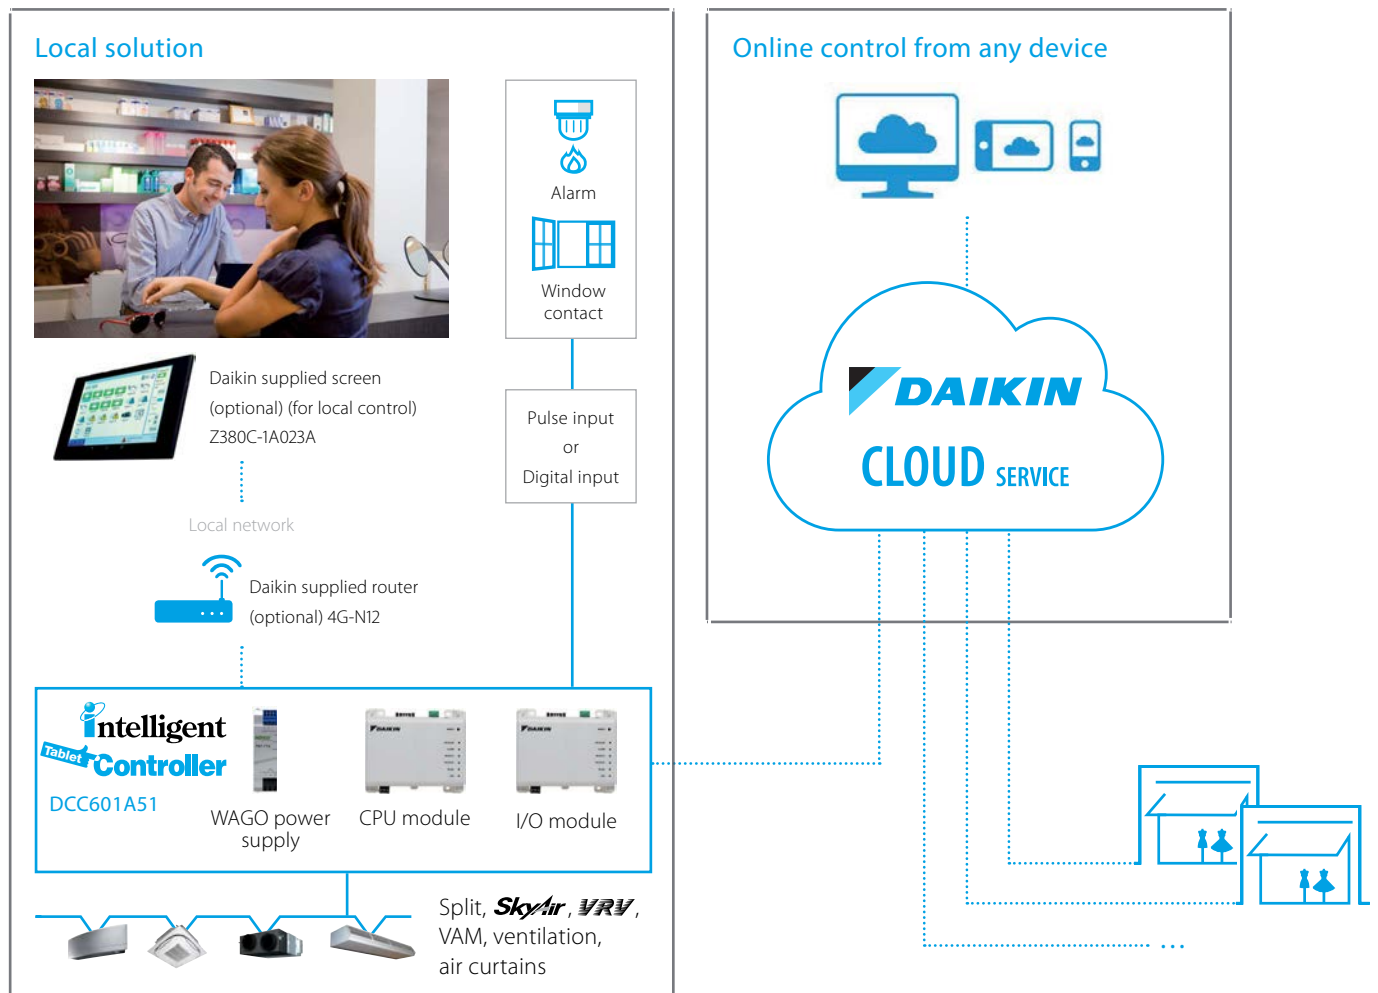 Local solution
Alarm
Window
contact
Daikin supplied screen
(optional) (for local control)
Z380C-1A023A
Pulse input
or
Digital input
Local network
Daikin supplied router
(optional) 4G-N12
intelligent
Tablet Controller
DCC601A51
WAGO power
supply
DAIKIN
CPU module
DAIKIN
I/O module
Split, SkyAir, VRV,
VAM, ventilation,
air curtains
Online control from any device
DAIKIN
CLOUD SERVICE
...